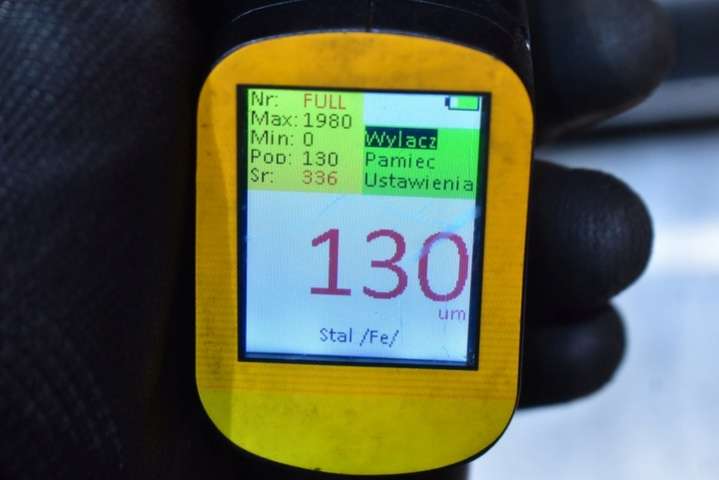 Nr: FULL
Max: 1980
Min: 0
Pop: 130
Sr: 336
Wylacz
Pamiec
Ustawienia
130
um
Stal /Fe/